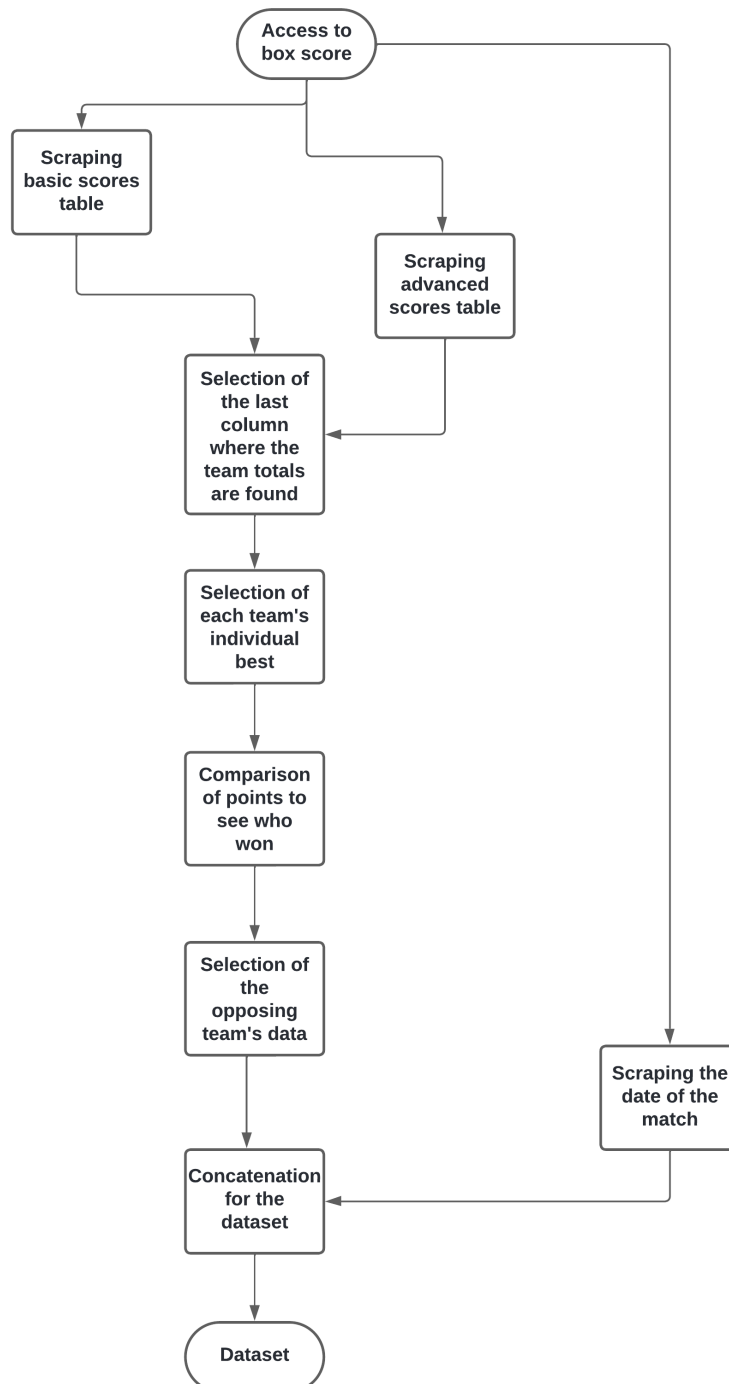 Access to
box score
Scraping
basic scores
table
Scraping
advanced
scores table
Selection of
the last
column
where the
team totals
are found
Selection of
each team's
individual
best
Comparison
of points to
see who
won
Selection of
the
opposing
team's data
Scraping the
date of the
match
Concatenation
for the
dataset
Dataset